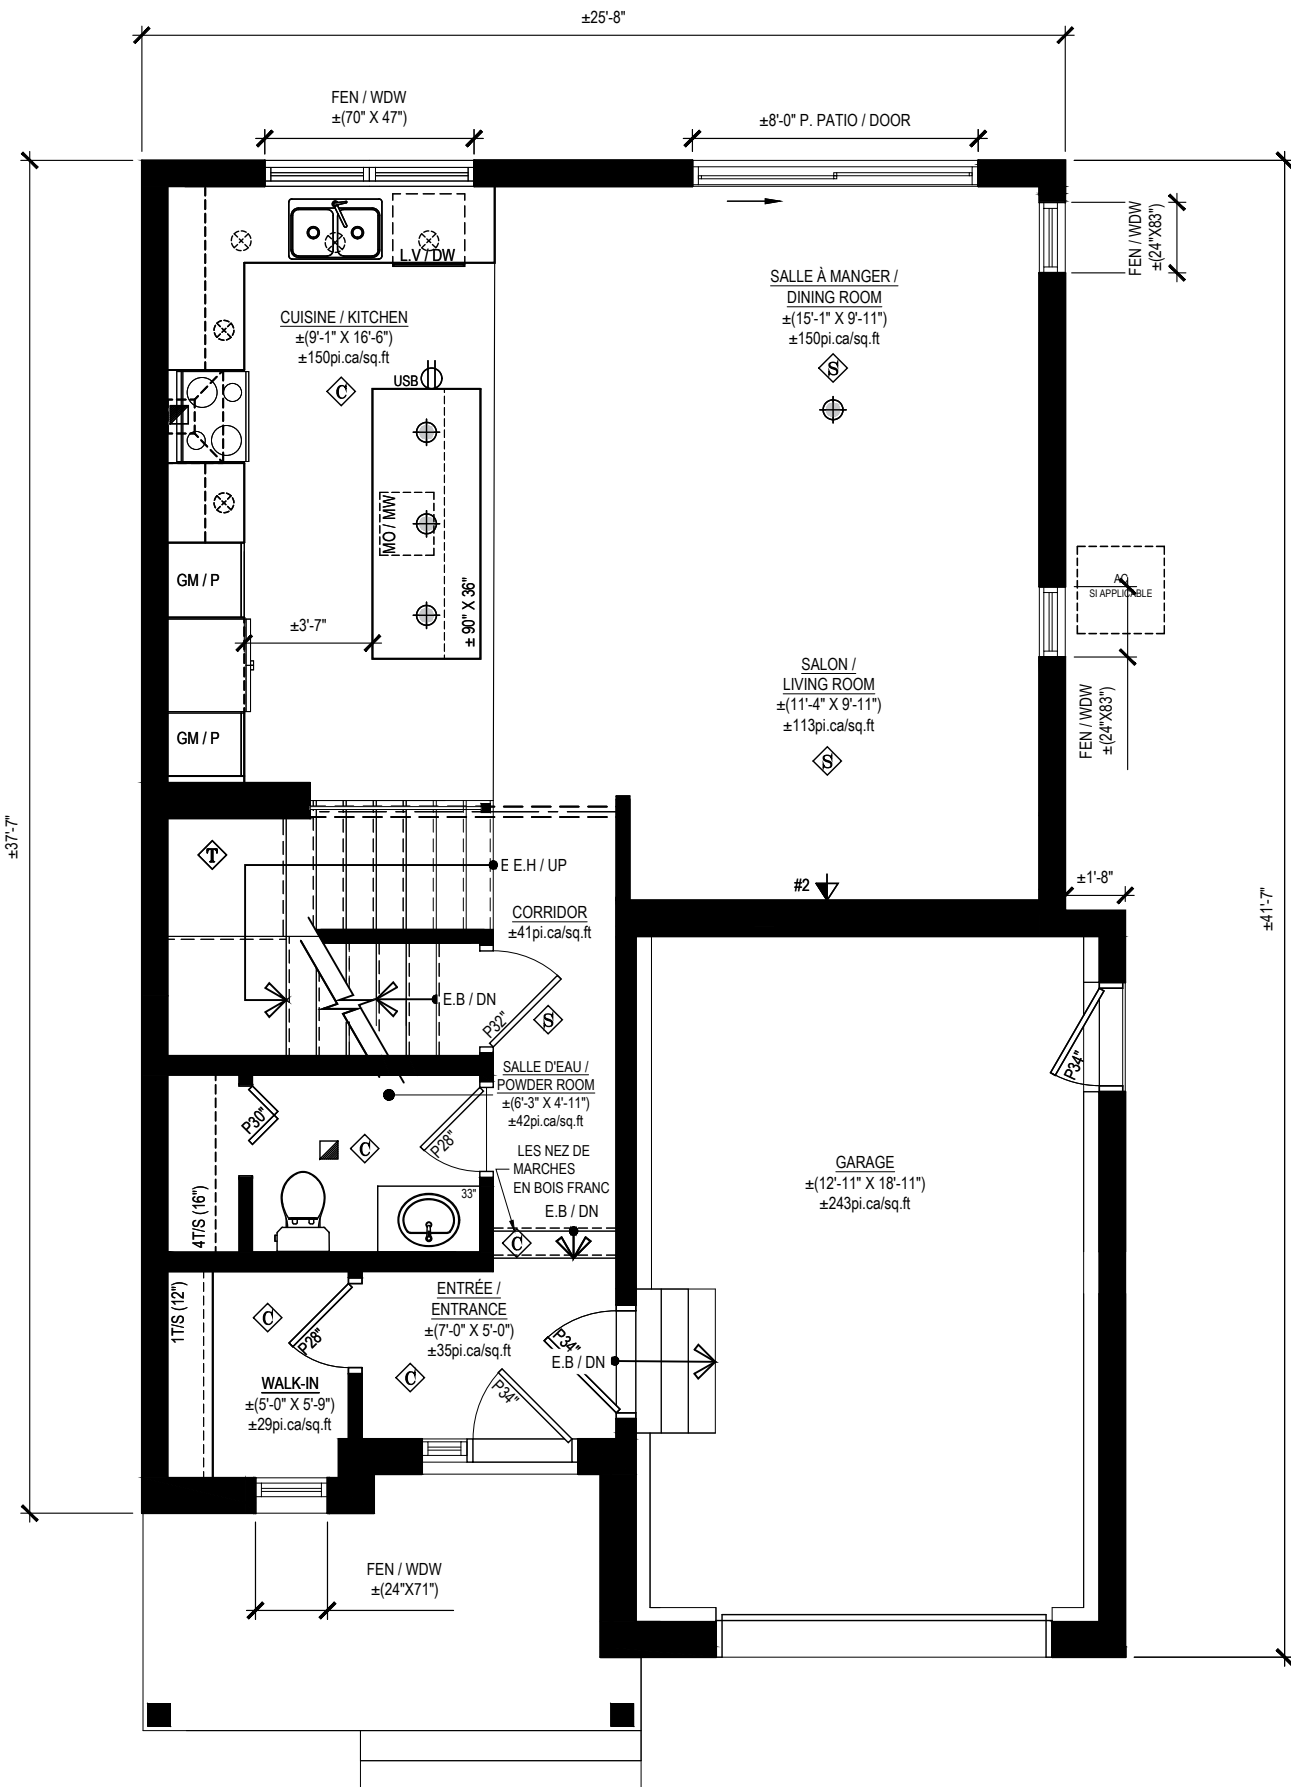 ±25'-8"
FEN / WDW
±(70" X 47")
±8'-0" P. PATIO / DOOR
FEN / WDW
±(24"X83")
L.V / DW
CUISINE / KITCHEN
±(9'-1" X 16'-6")
±150pi.ca/sq.ft
C
USB
SALLE À MANGER /
DINING ROOM
±(15'-1" X 9'-11")
±150pi.ca/sq.ft
S
MO / MW
± 90" X 36"
GM / P
±3'-7"
GM / P
AO
SI APPLICABLE
SALON /
LIVING ROOM
±(11'-4" X 9'-11")
±113pi.ca/sq.ft
S
FEN / WDW
±(24"X83")
±37'-7"
±41'-7"
T
E E.H / UP
#2
±1'-8"
CORRIDOR
±41pi.ca/sq.ft
E.B / DN
P32"
S
P34"
SALLE D'EAU /
POWDER ROOM
±(6'-3" X 4'-11")
±42pi.ca/sq.ft
P30"
P28"
C
LES NEZ DE
MARCHES
EN BOIS FRANC
4T/S (16")
33"
E.B / DN
C
GARAGE
±(12'-11" X 18'-11")
±243pi.ca/sq.ft
1T/S (12")
C
P28"
ENTRÉE /
ENTRANCE
±(7'-0" X 5'-0")
±35pi.ca/sq.ft
P34"
E.B / DN
C
P34"
WALK-IN
±(5'-0" X 5'-9")
±29pi.ca/sq.ft
FEN / WDW
±(24"X71")